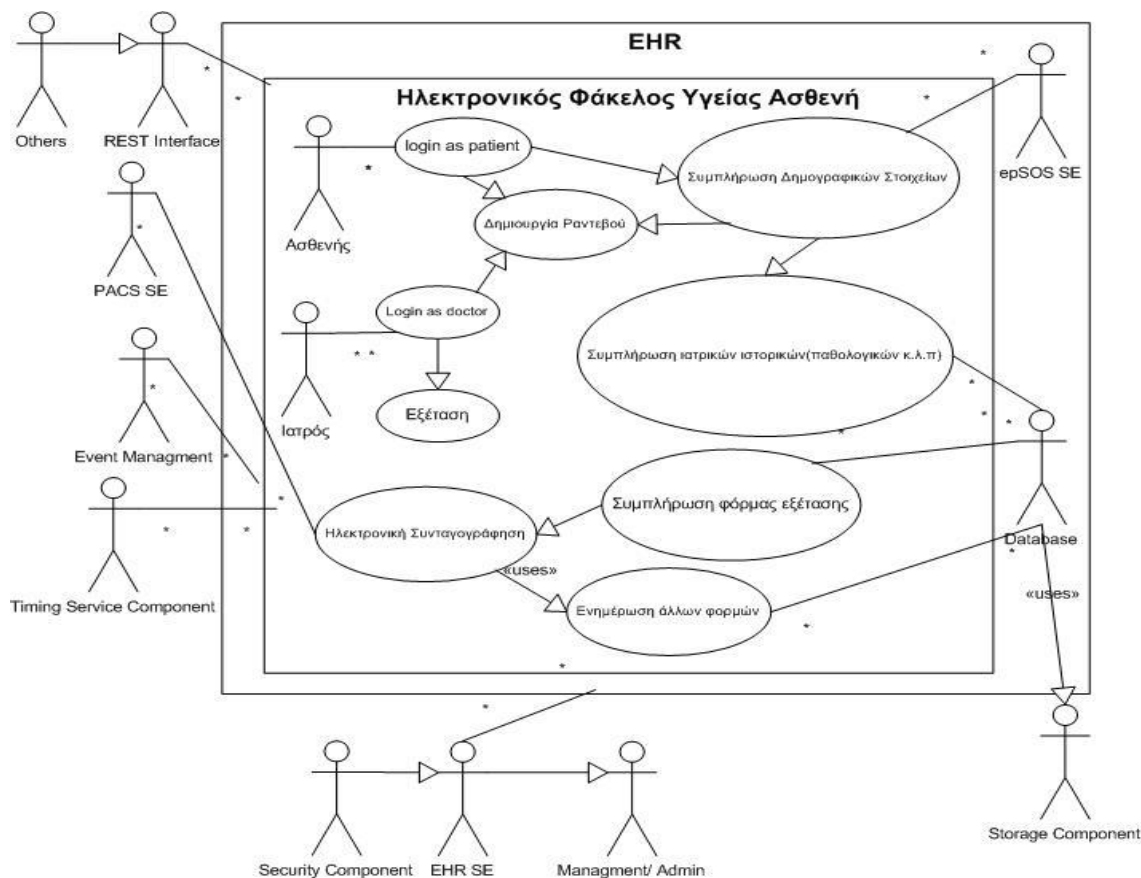 EHR
Ηλεκτρονικός Φάκελος Υγείας Ασθενή
Others
REST Interface
*
*
*
*
epSOS SE
login as patient
*
Συμπλήρωση Δημογραφικών Στοιχείων
Ασθενής
Δημιουργία Ραντεβού
*
PACS SE
Login as doctor
* *
Συμπλήρωση ιατρικών ιστορικών(παθολογικών κ.λ.π)
*
*
Εξέταση
Ιατρός
*
*
*
Event Managment
*
*
Συμπλήρωση φόρμας εξέτασης
Ηλεκτρονική Συνταγογράφηση
*
*
Database
*
«uses»
«uses»
Timing Service Component
Ενημέρωση άλλων φορμών
*
*
*
Storage Component
Security Component
EHR SE
Managment/ Admin